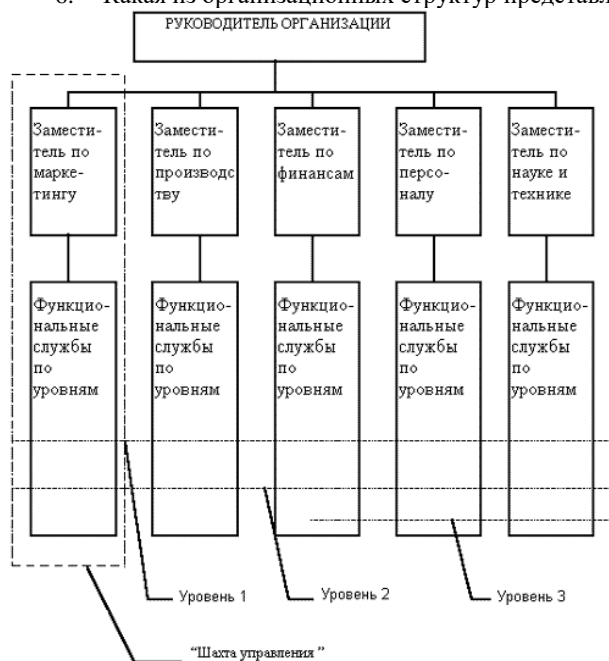 Какая из организационных структур представл
РУКОВОДИТЕЛЬ ОРГАНИЗАЦИИ
Замести-
тель по
марке-
тингу
Замести-
тель по
производс
тву
Замести-
тель по
финансам
Замести-
тель по
персо-
налу
Замести-
тель по
науке и
технике
Функцио-
нальные
службы
по
уровням
Функцио-
нальные
службы
по
уровням
Функцио-
нальные
службы
по
уровням
Функцио-
нальные
службы
по
уровням
Функцио-
нальные
службы
по
уровням
Уровень 1
Уровень 2
Уровень 3
“Шахта управления ”